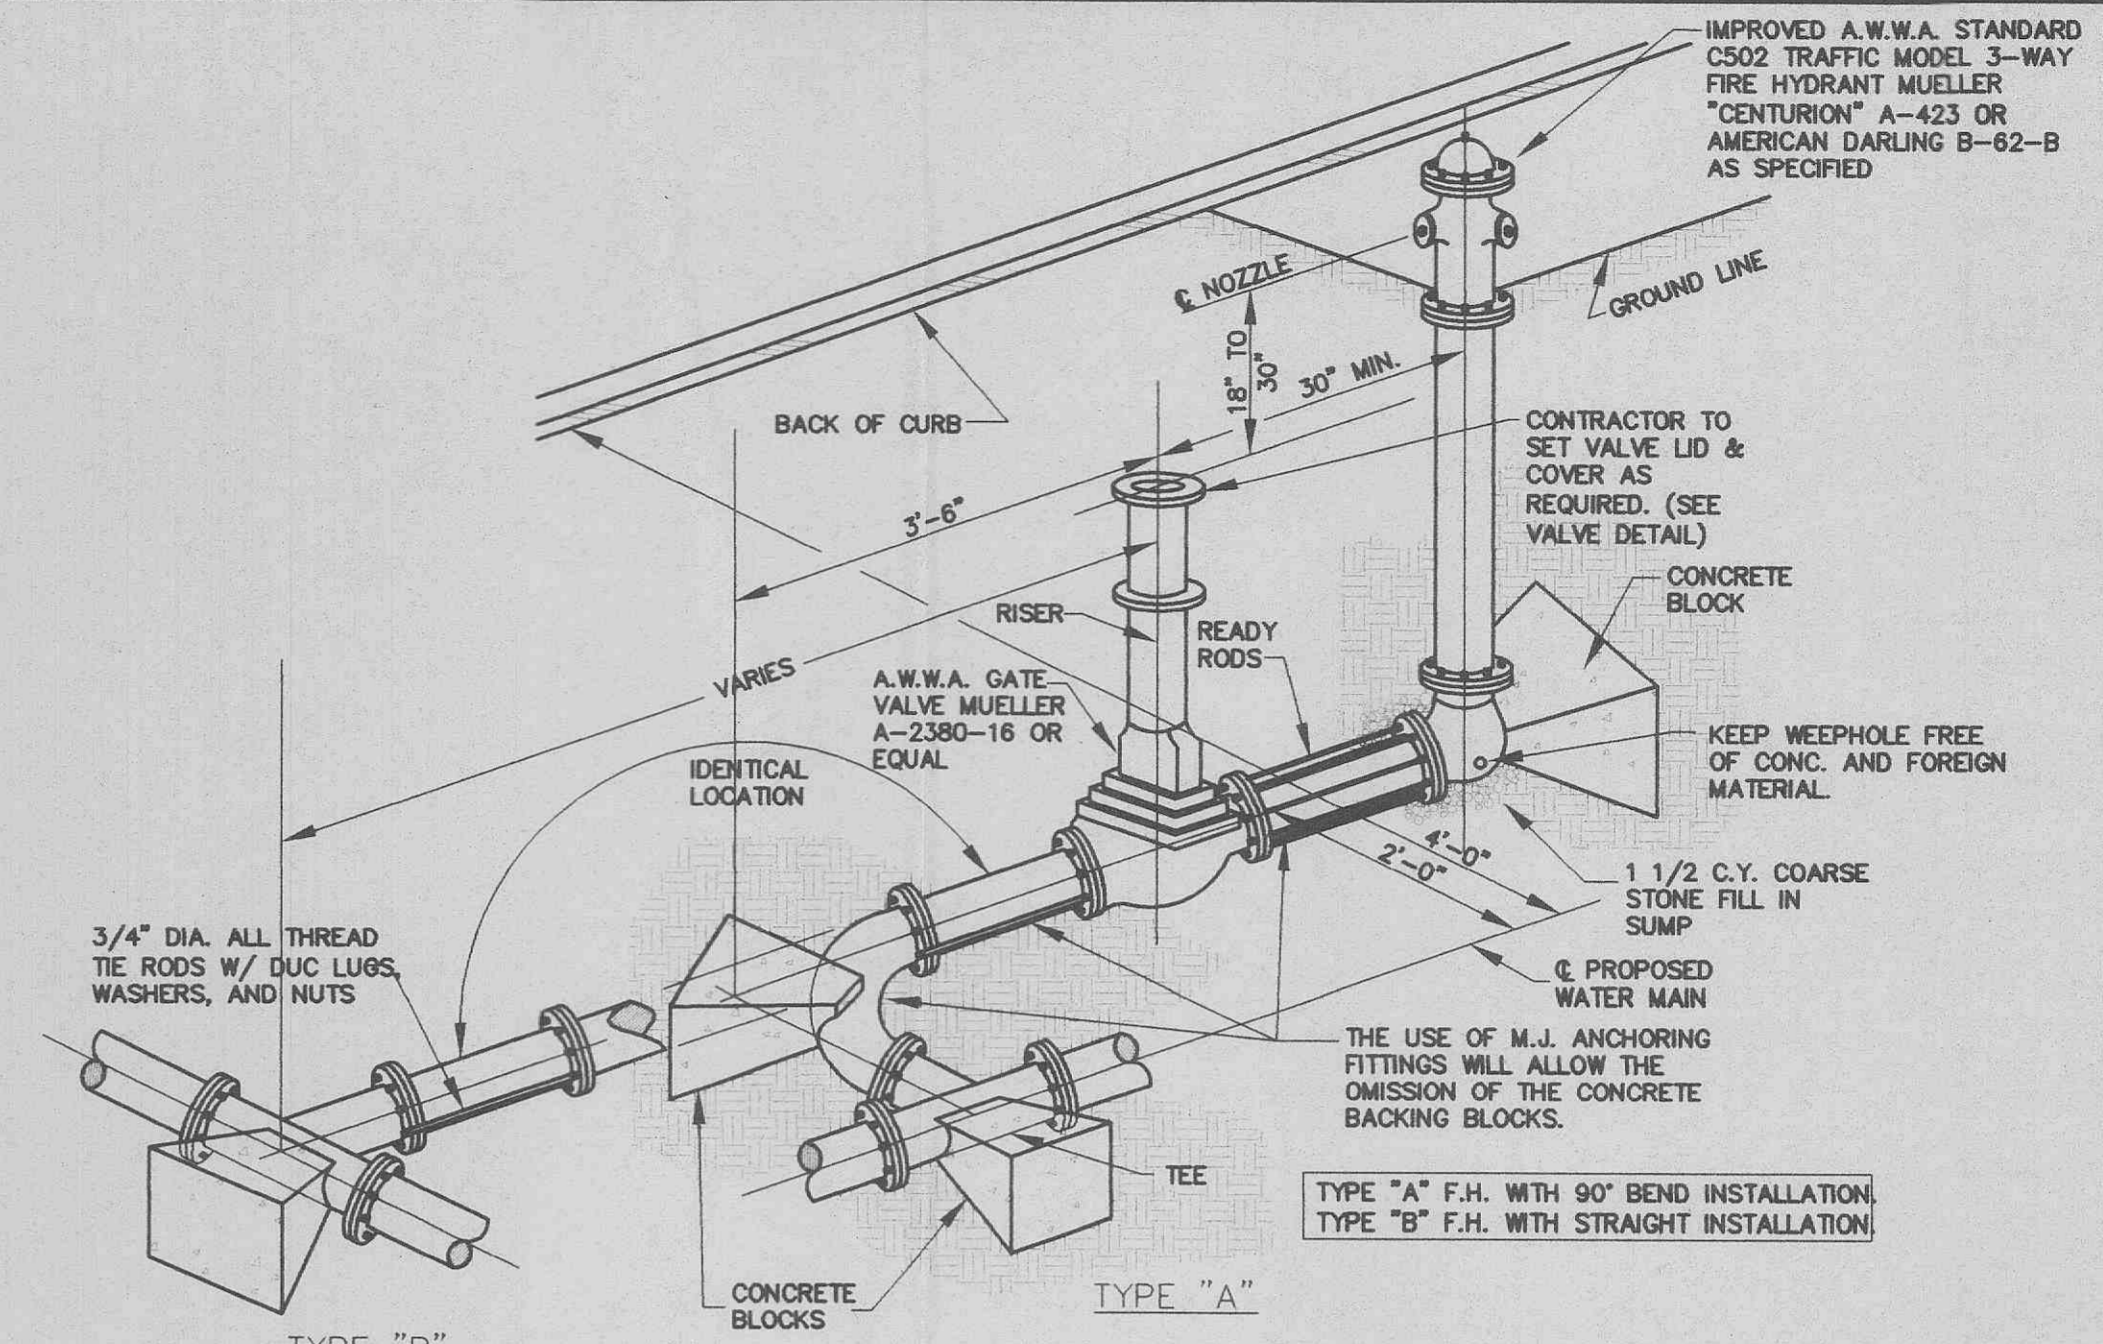 IMPROVED A.W.W.A. STANDARD
C502 TRAFFIC MODEL 3-WAY
FIRE HYDRANT MUELLER
"CENTURION" A-423 OR
AMERICAN DARLING B-62-B
AS SPECIFIED
℄ NOZZLE
GROUND LINE
18" TO
30"
30" MIN.
BACK OF CURB
CONTRACTOR TO
SET VALVE LID &
COVER AS
REQUIRED. (SEE
VALVE DETAIL)
3'-6"
CONCRETE
BLOCK
RISER
READY
RODS
VARIES
A.W.W.A. GATE
VALVE MUELLER
A-2380-16 OR
EQUAL
IDENTICAL
LOCATION
KEEP WEEPHOLE FREE
OF CONC. AND FOREIGN
MATERIAL.
4'-0"
2'-0"
1 1/2 C.Y. COARSE
STONE FILL IN
SUMP
3/4" DIA. ALL THREAD
TIE RODS W/ DUC LUGS,
WASHERS, AND NUTS
℄ PROPOSED
WATER MAIN
THE USE OF M.J. ANCHORING
FITTINGS WILL ALLOW THE
OMISSION OF THE CONCRETE
BACKING BLOCKS.
TEE
TYPE "A" F.H. WITH 90° BEND INSTALLATION.
TYPE "B" F.H. WITH STRAIGHT INSTALLATION.
CONCRETE
BLOCKS
TYPE "A"
TYPE "B"